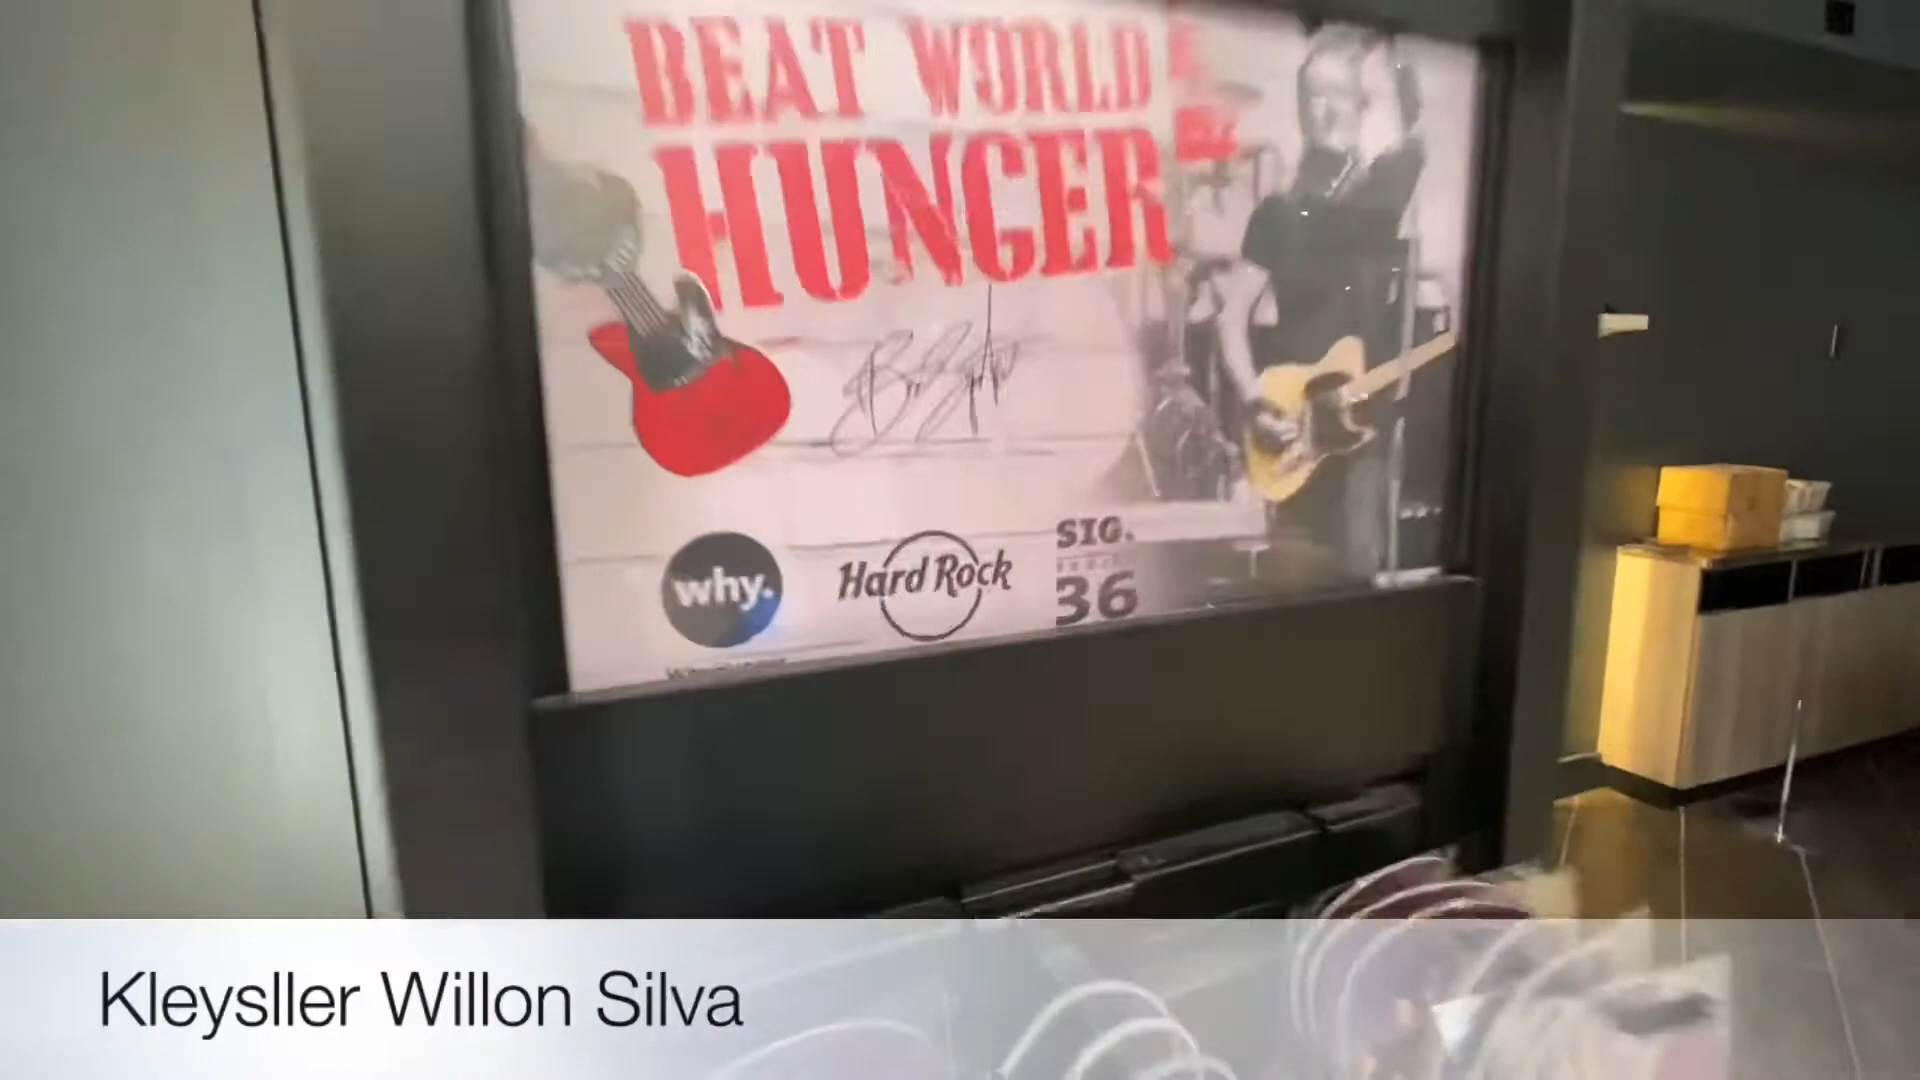 BEAT WORLD
HUNGER
why.
Hard Rock
SIG.
36
Kleysller Willon Silva